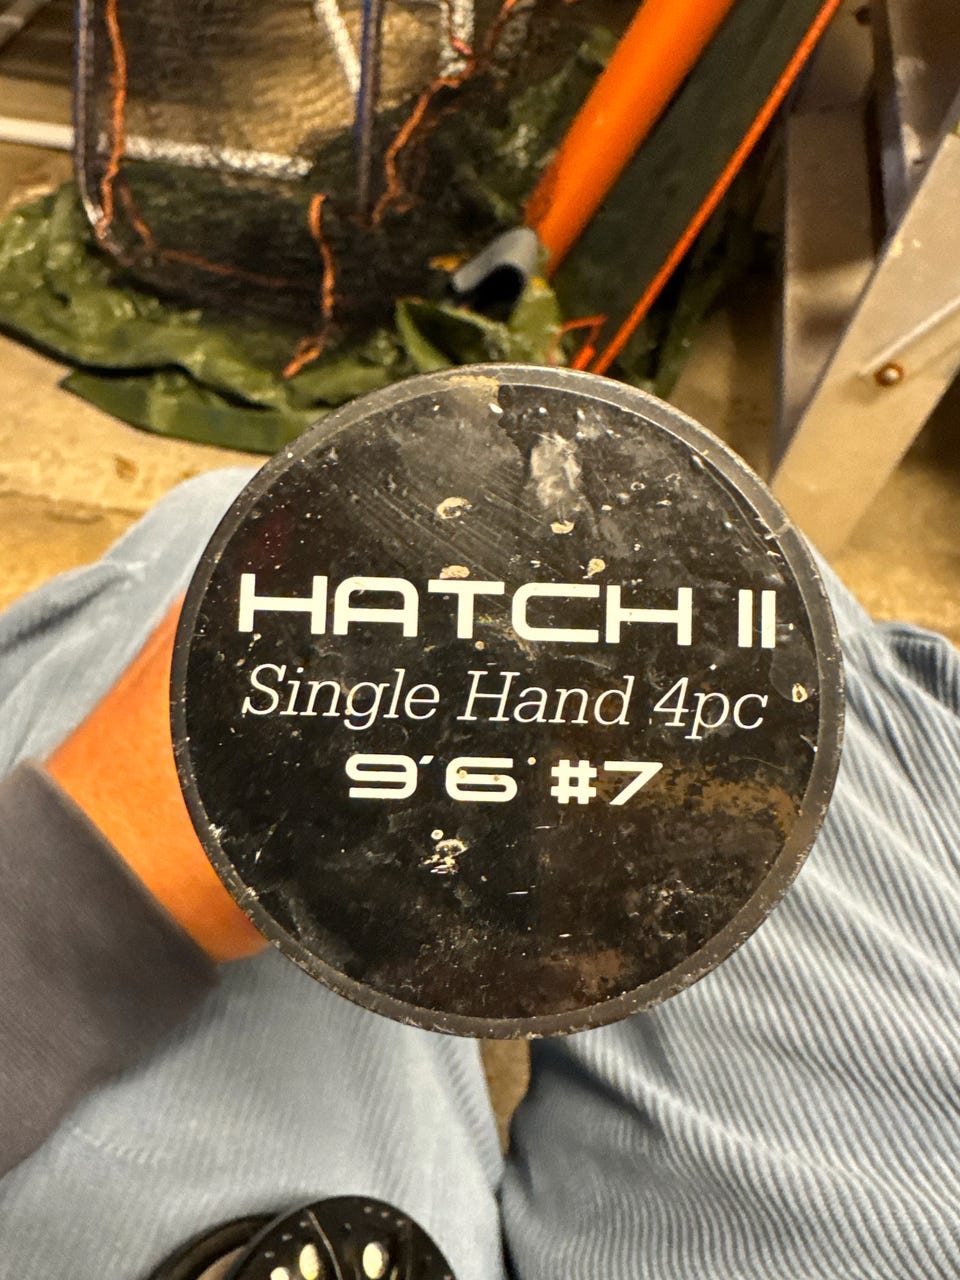 HATCH II
Single Hand 4pc
9'6" #7